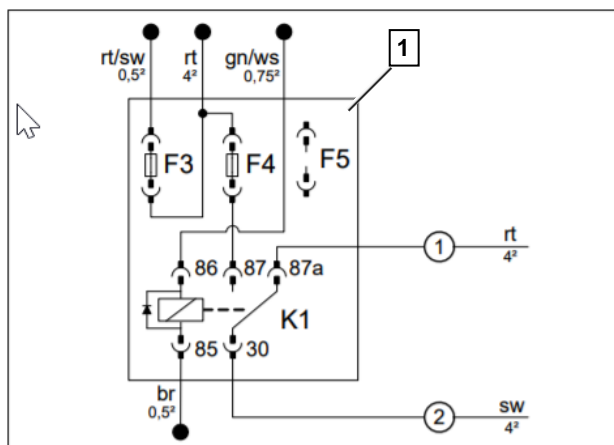 1
rt/sw rt gn/ws
0,5² 4² 0,75²
F3 F4 F5
1 rt
4²
86 87 87a
K1
85 30
br
0,5²
2 sw
4²